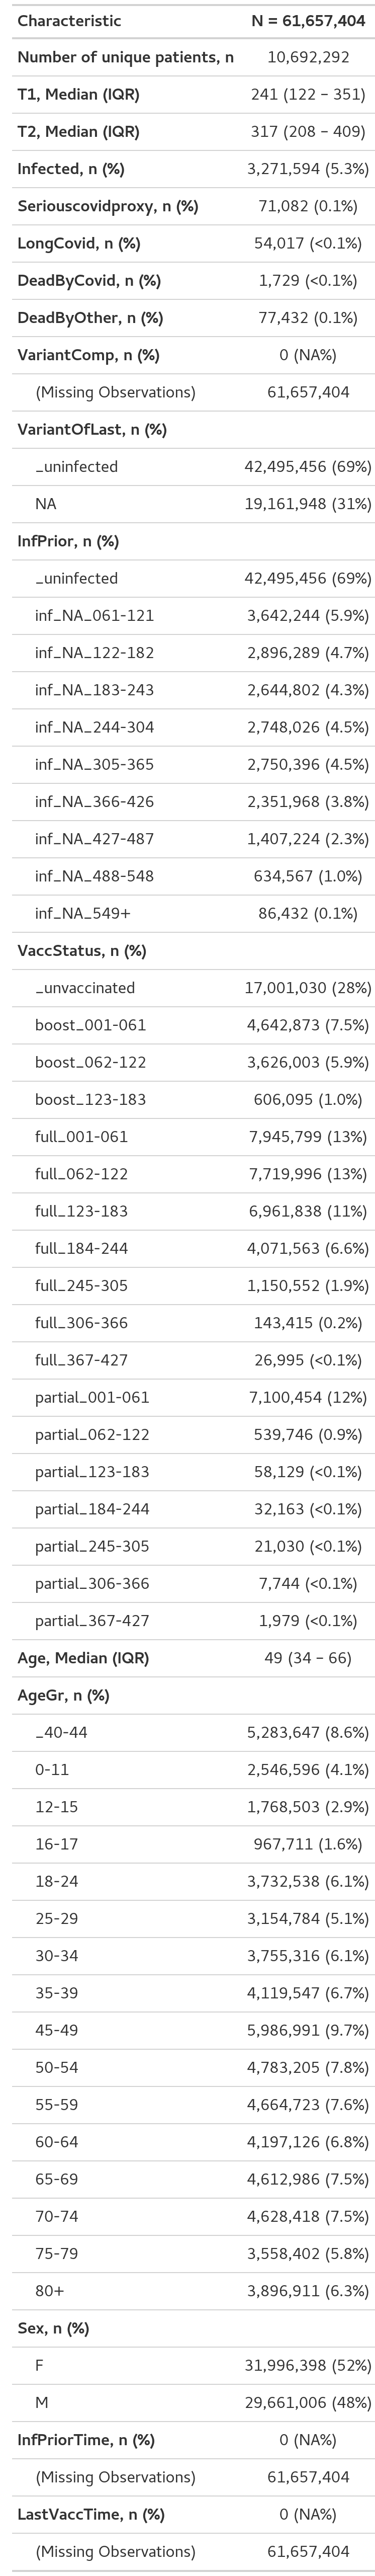 Characteristic N = 61,657,404
Number of unique patients, n 10,692,292
T1, Median (IQR) 241 (122 – 351)
T2, Median (IQR) 317 (208 – 409)
Infected, n (%) 3,271,594 (5.3%)
Seriouscovidproxy, n (%) 71,082 (0.1%)
LongCovid, n (%) 54,017 (<0.1%)
DeadByCovid, n (%) 1,729 (<0.1%)
DeadByOther, n (%) 77,432 (0.1%)
VariantComp, n (%) 0 (NA%)
(Missing Observations) 61,657,404
VariantOfLast, n (%)
_uninfected 42,495,456 (69%)
NA 19,161,948 (31%)
InfPrior, n (%)
_uninfected 42,495,456 (69%)
inf_NA_061-121 3,642,244 (5.9%)
inf_NA_122-182 2,896,289 (4.7%)
inf_NA_183-243 2,644,802 (4.3%)
inf_NA_244-304 2,748,026 (4.5%)
inf_NA_305-365 2,750,396 (4.5%)
inf_NA_366-426 2,351,968 (3.8%)
inf_NA_427-487 1,407,224 (2.3%)
inf_NA_488-548 634,567 (1.0%)
inf_NA_549+ 86,432 (0.1%)
VaccStatus, n (%)
_unvaccinated 17,001,030 (28%)
boost_001-061 4,642,873 (7.5%)
boost_062-122 3,626,003 (5.9%)
boost_123-183 606,095 (1.0%)
full_001-061 7,945,799 (13%)
full_062-122 7,719,996 (13%)
full_123-183 6,961,838 (11%)
full_184-244 4,071,563 (6.6%)
full_245-305 1,150,552 (1.9%)
full_306-366 143,415 (0.2%)
full_367-427 26,995 (<0.1%)
partial_001-061 7,100,454 (12%)
partial_062-122 539,746 (0.9%)
partial_123-183 58,129 (<0.1%)
partial_184-244 32,163 (<0.1%)
partial_245-305 21,030 (<0.1%)
partial_306-366 7,744 (<0.1%)
partial_367-427 1,979 (<0.1%)
Age, Median (IQR) 49 (34 – 66)
AgeGr, n (%)
_40-44 5,283,647 (8.6%)
0-11 2,546,596 (4.1%)
12-15 1,768,503 (2.9%)
16-17 967,711 (1.6%)
18-24 3,732,538 (6.1%)
25-29 3,154,784 (5.1%)
30-34 3,755,316 (6.1%)
35-39 4,119,547 (6.7%)
45-49 5,986,991 (9.7%)
50-54 4,783,205 (7.8%)
55-59 4,664,723 (7.6%)
60-64 4,197,126 (6.8%)
65-69 4,612,986 (7.5%)
70-74 4,628,418 (7.5%)
75-79 3,558,402 (5.8%)
80+ 3,896,911 (6.3%)
Sex, n (%)
F 31,996,398 (52%)
M 29,661,006 (48%)
InfPriorTime, n (%) 0 (NA%)
(Missing Observations) 61,657,404
LastVaccTime, n (%) 0 (NA%)
(Missing Observations) 61,657,404